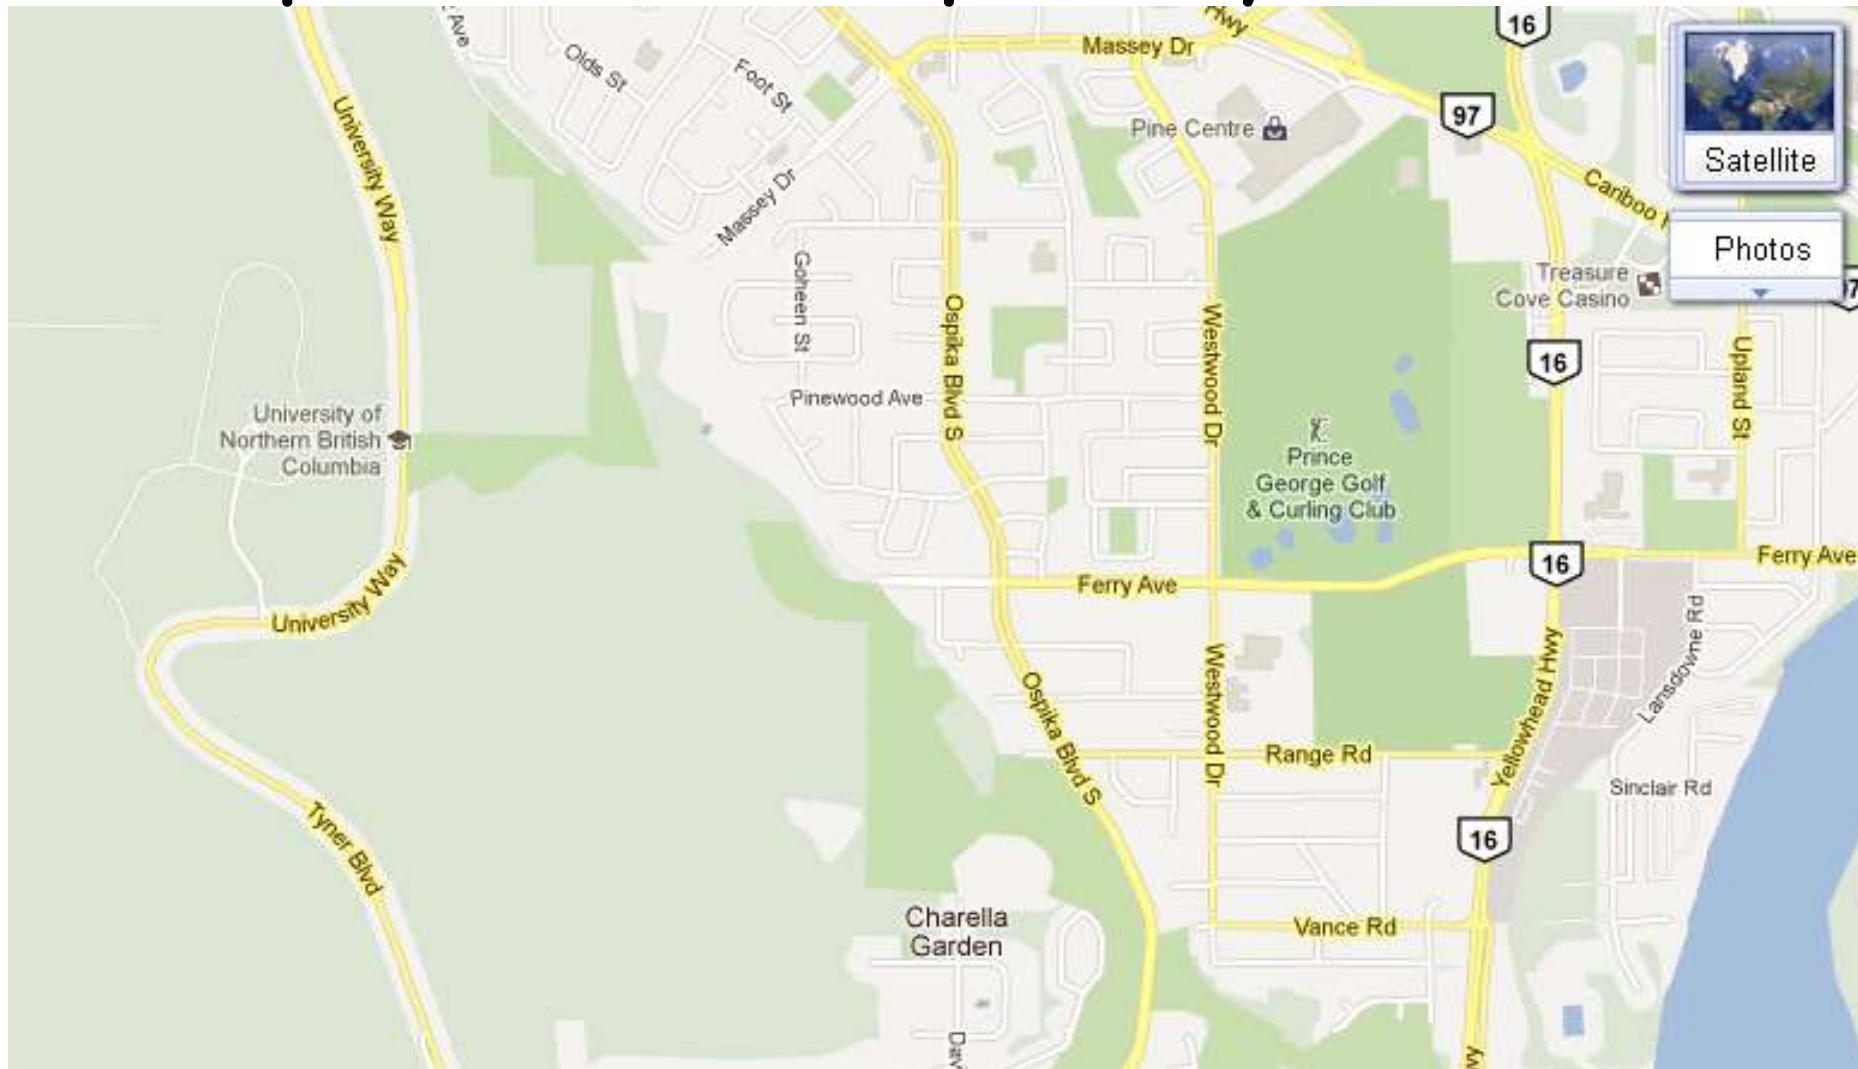 Ave
Hwy
16
Massey Dr
Olds St
Foot St
University Way
Pine Centre
97
Satellite
Cariboo
Massey Dr
Photos
Goheen St
Treasure
Cove Casino
97
Ospika Blvd S
Westwood Dr
16
Upland St
Pinewood Ave
University of
Northern British
Columbia
Prince
George Golf
& Curling Club
University Way
Ferry Ave
16
Ferry Ave
Lansdowne Rd
Yellowhead Hwy
Westwood Dr
Ospika Blvd S
Range Rd
Sinclair Rd
Tyner Blvd
16
Charella
Garden
Vance Rd